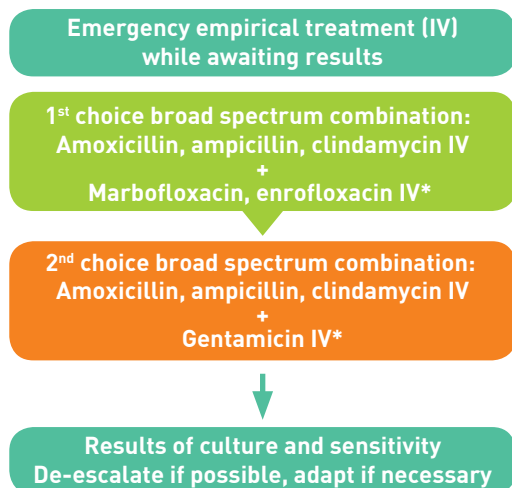 Emergency empirical treatment (IV)
while awaiting results
1st choice broad spectrum combination:
Amoxicillin, ampicillin, clindamycin IV
+
Marbofloxacin, enrofloxacin IV*
2nd choice broad spectrum combination:
Amoxicillin, ampicillin, clindamycin IV
+
Gentamicin IV*
Results of culture and sensitivity
De-escalate if possible, adapt if necessary